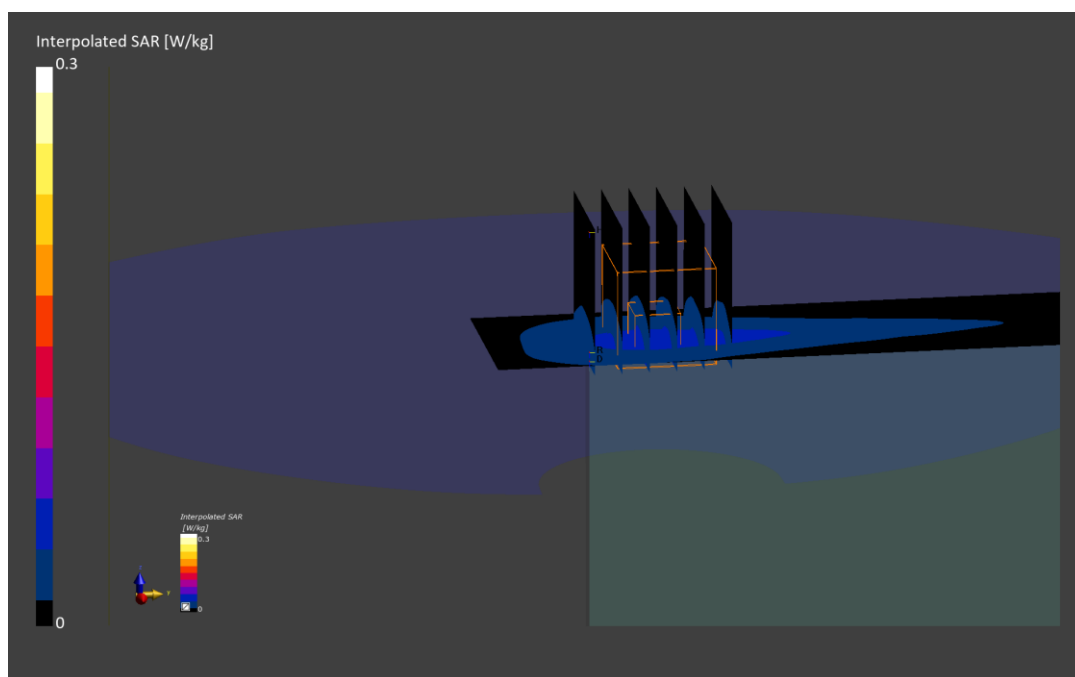 Interpolated SAR [W/kg]
0.3
0
Interpolated SAR
[W/kg]
0.3
0
Y